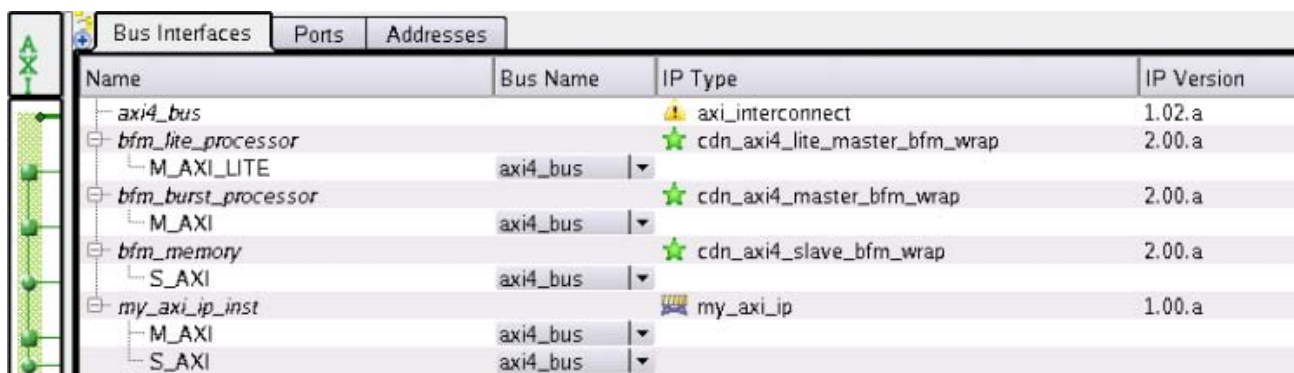 AXI
Bus Interfaces Ports Addresses
Name Bus Name IP Type IP Version
axi4_bus axi_interconnect 1.02.a
bfm_lite_processor cdn_axi4_lite_master_bfm_wrap 2.00.a
M_AXI_LITE axi4_bus
bfm_burst_processor cdn_axi4_master_bfm_wrap 2.00.a
M_AXI axi4_bus
bfm_memory cdn_axi4_slave_bfm_wrap 2.00.a
S_AXI axi4_bus
my_axi_ip_inst my_axi_ip 1.00.a
M_AXI axi4_bus
S_AXI axi4_bus